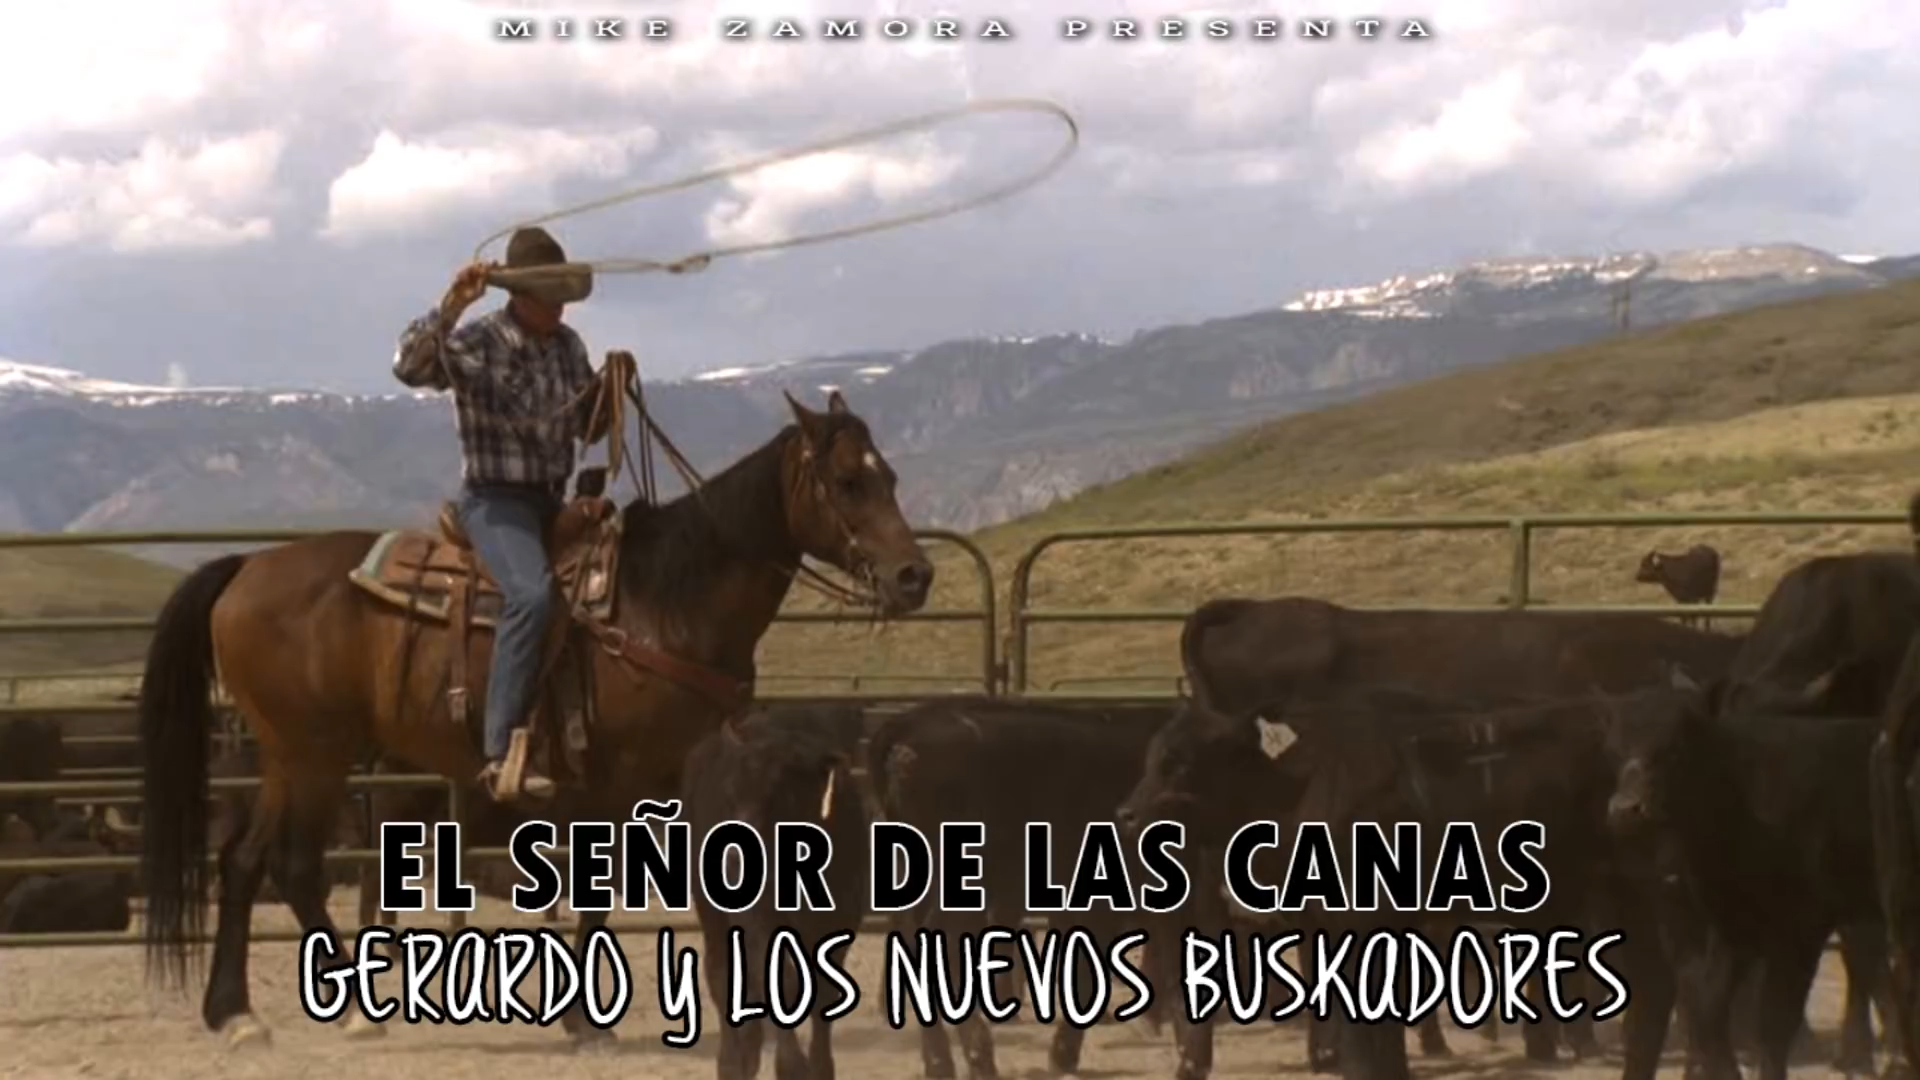 MIKE ZAMORA PRESENTA
EL SEÑOR DE LAS CANAS
GERARDO Y LOS NUEVOS BUSKADORES